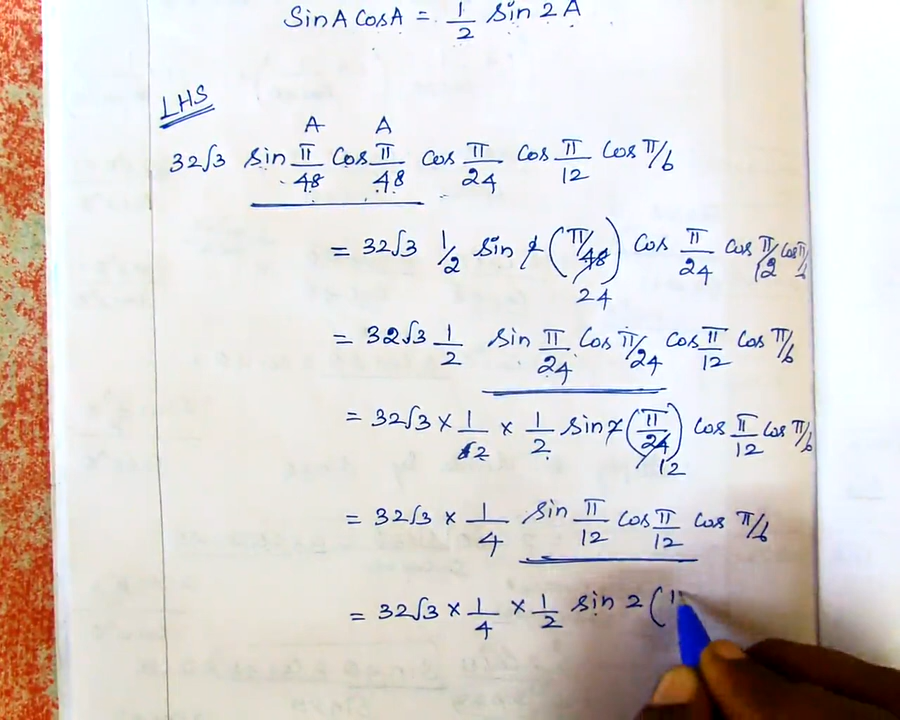 SinA CosA = 1/2 sin 2A
LHS
A A
32√3 sin π/48 Cos π/48 Cos π/24 Cos π/12 Cos π/6
= 32√3 1/2 sin 2 (π/48) Cos π/24 Cos π/12 Cos π/6
24
= 32√3 1/2 sin π/24 Cos π/24 Cos π/12 Cos π/6
= 32√3 × 1/2 × 1/2 sin 2 (π/24) Cos π/12 Cos π/6
12
= 32√3 × 1/4 sin π/12 Cos π/12 Cos π/6
= 32√3 × 1/4 × 1/2 sin 2 (